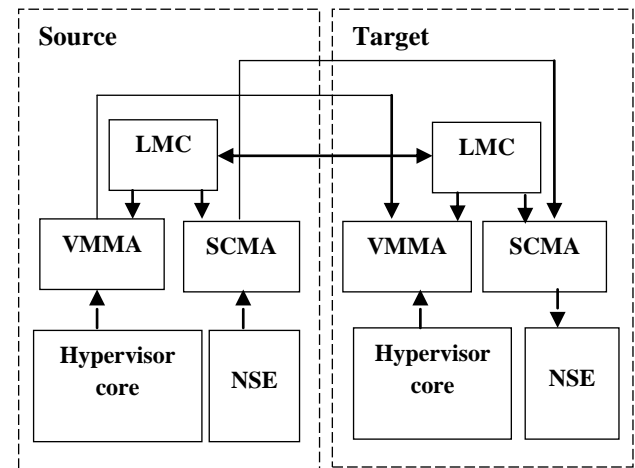 Source
Target
LMC
LMC
VMMA
SCMA
VMMA
SCMA
Hypervisor
core
NSE
Hypervisor
core
NSE